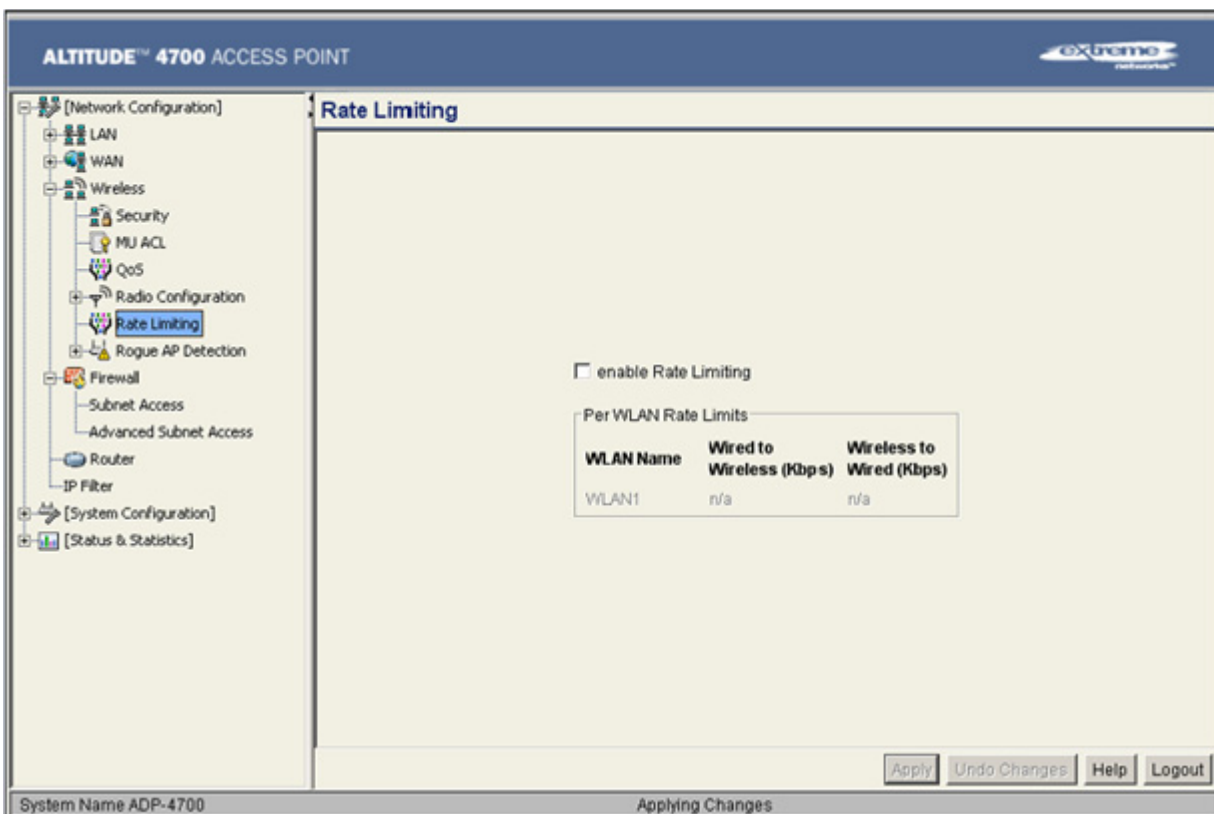 ALTITUDE™ 4700 ACCESS POINT
extreme
networks™
[Network Configuration]
LAN
WAN
Wireless
Security
MU ACL
QoS
Radio Configuration
Rate Limiting
Rogue AP Detection
Firewall
Subnet Access
Advanced Subnet Access
Router
IP Filter
[System Configuration]
[Status & Statistics]
Rate Limiting
enable Rate Limiting
Per WLAN Rate Limits
WLAN Name Wired to Wireless (Kbps) Wireless to Wired (Kbps)
WLAN1 n/a n/a
Apply Undo Changes Help Logout
System Name ADP-4700 Applying Changes